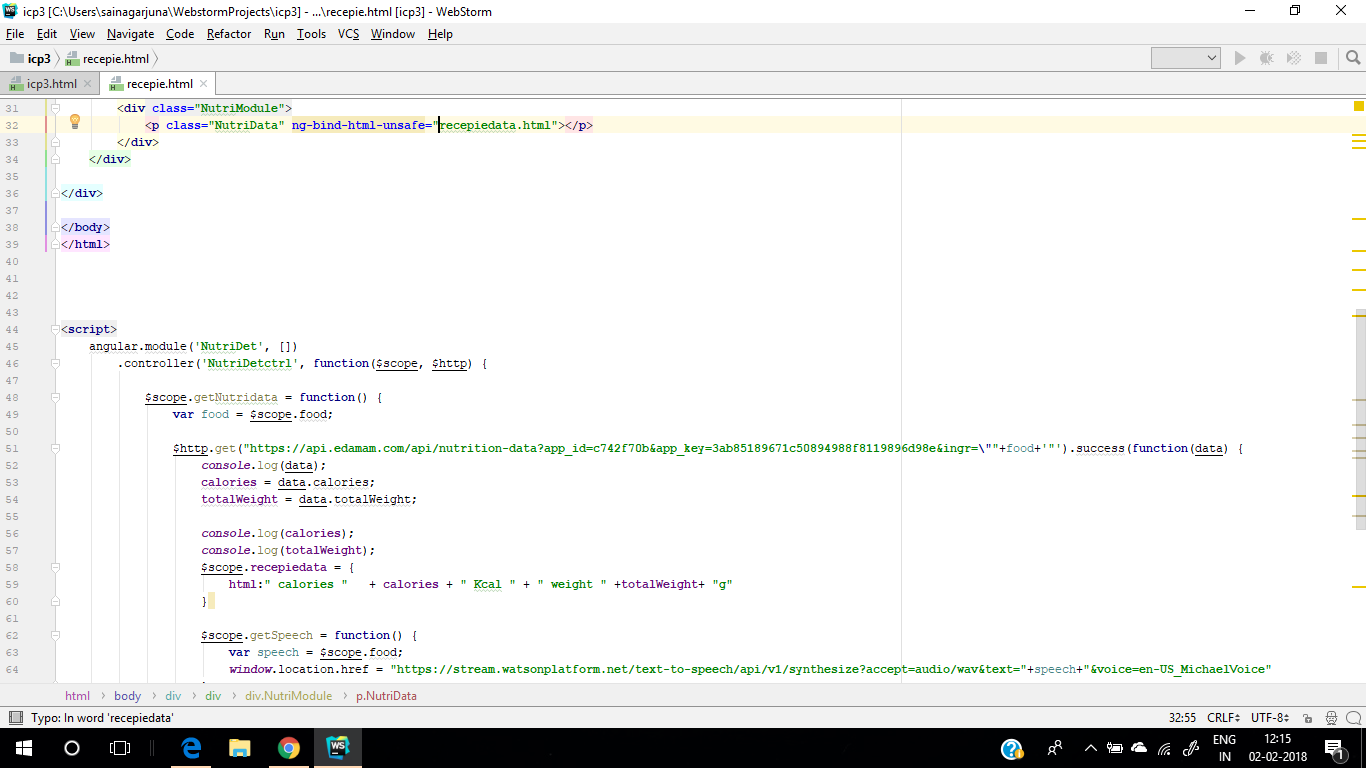 icp3 [C:\Users\sainagarjuna\WebstormProjects\icp3] - ...\recepie.html [icp3] - WebStorm
File Edit View Navigate Code Refactor Run Tools VCS Window Help
icp3 recepie.html
icp3.html recepie.html
31 <div class="NutriModule">
32 <p class="NutriData" ng-bind-html-unsafe="recepiedata.html"></p>
33 </div>
34 </div>
35
36 </div>
37
38 </body>
39 </html>
40
41
42
43
44 <script>
45 angular.module('NutriDet', [])
46 .controller('NutriDetctrl', function($scope, $http) {
47
48 $scope.getNutridata = function() {
49 var food = $scope.food;
50
51 $http.get("https://api.edamam.com/api/nutrition-data?app_id=c742f70b&app_key=3ab85189671c50894988f8119896d98e&ingr=\""+food+'"').success(function(data) {
52 console.log(data);
53 calories = data.calories;
54 totalWeight = data.totalWeight;
55
56 console.log(calories);
57 console.log(totalWeight);
58 $scope.recepiedata = {
59 html:" calories " + calories + " Kcal " + " weight " +totalWeight+ "g"
60 }
61
62 $scope.getSpeech = function() {
63 var speech = $scope.food;
64 window.location.href = "https://stream.watsonplatform.net/text-to-speech/api/v1/synthesize?accept=audio/wav&text="+speech+"&voice=en-US_MichaelVoice"
html body div div div.NutriModule p.NutriData
Typo: In word 'recepiedata' 32:55 CRLF UTF-8
ENG 12:15
IN 02-02-2018 1